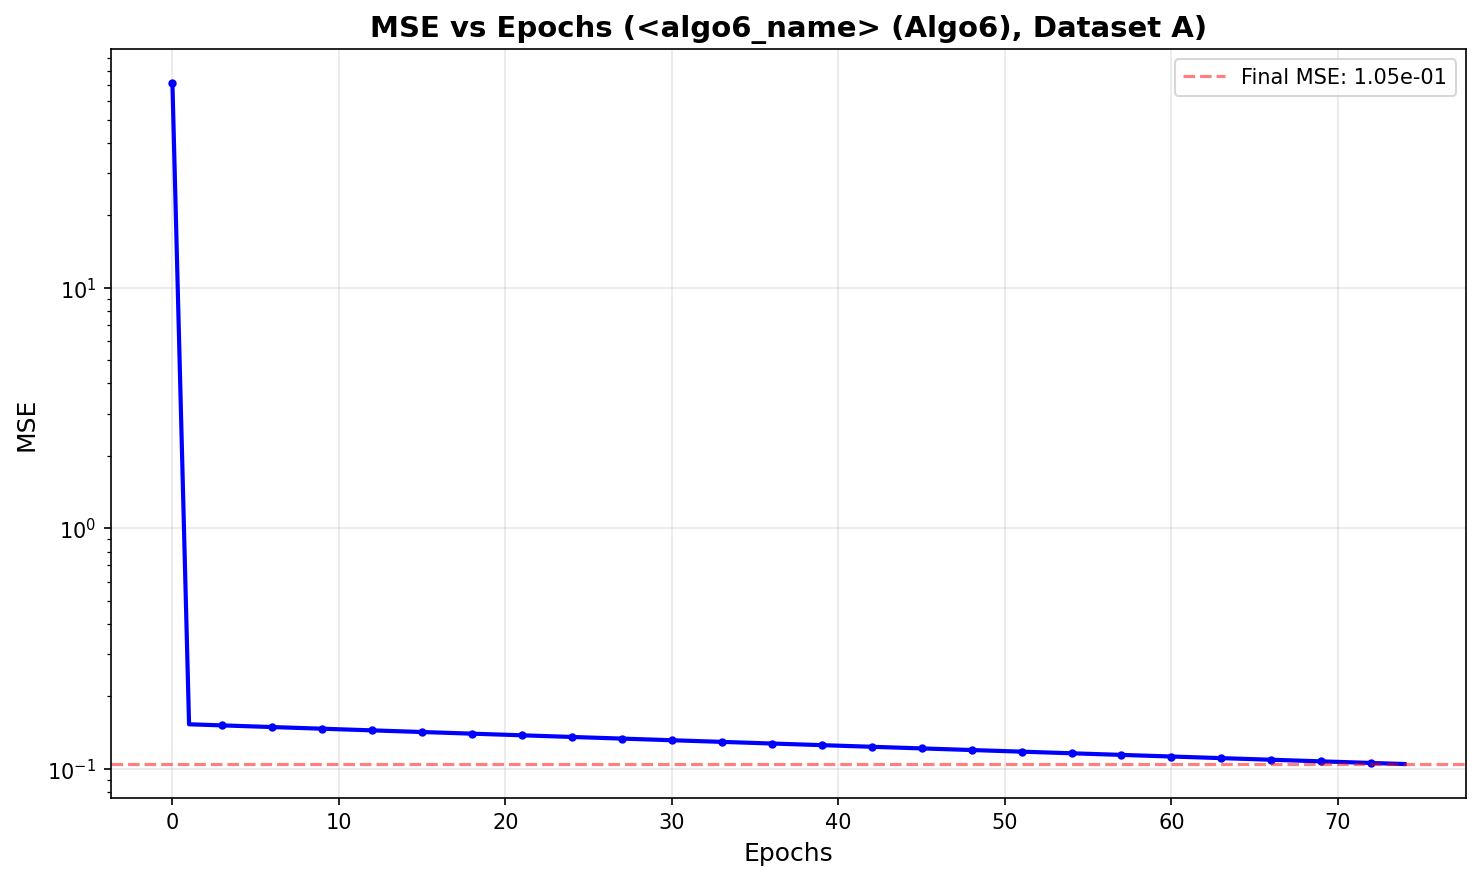 MSE vs Epochs (<algo6_name> (Algo6), Dataset A)
Final MSE: 1.05e-01
10¹
10⁰
10⁻¹
MSE
0 10 20 30 40 50 60 70
Epochs